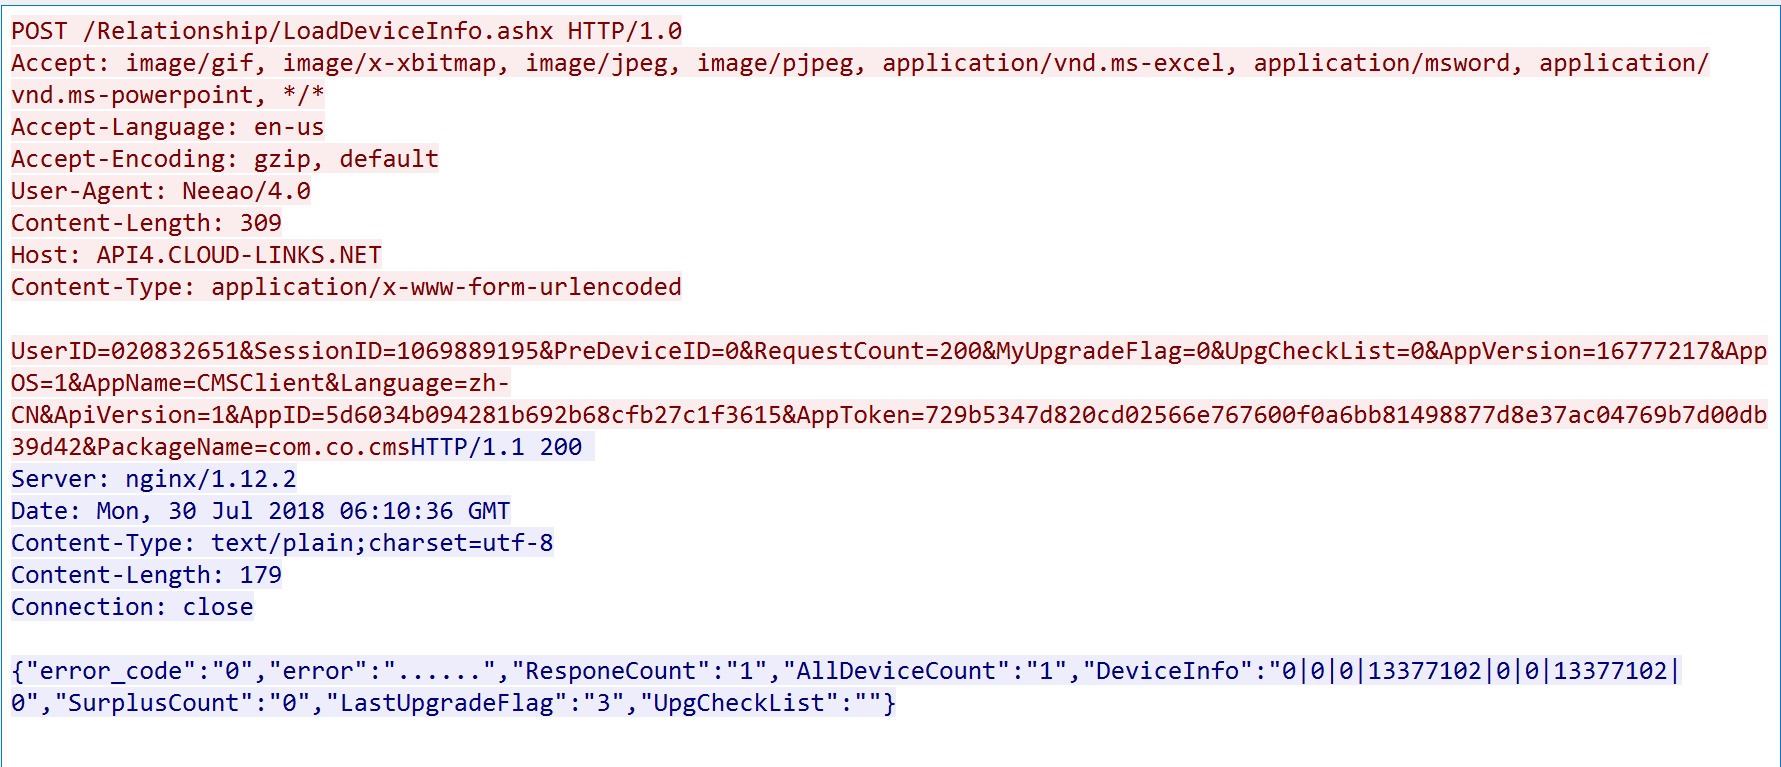 POST /Relationship/LoadDeviceInfo.ashx HTTP/1.0
Accept: image/gif, image/x-xbitmap, image/jpeg, image/pjpeg, application/vnd.ms-excel, application/msword, application/
vnd.ms-powerpoint, */*
Accept-Language: en-us
Accept-Encoding: gzip, default
User-Agent: Neeao/4.0
Content-Length: 309
Host: API4.CLOUD-LINKS.NET
Content-Type: application/x-www-form-urlencoded
UserID=020832651&SessionID=1069889195&PreDeviceID=0&RequestCount=200&MyUpgradeFlag=0&UpgCheckList=0&AppVersion=16777217&App
OS=1&AppName=CMSClient&Language=zh-
CN&ApiVersion=1&AppID=5d6034b094281b692b68cfb27c1f3615&AppToken=729b5347d820cd02566e767600f0a6bb81498877d8e37ac04769b7d00db
39d42&PackageName=com.co.cmsHTTP/1.1 200
Server: nginx/1.12.2
Date: Mon, 30 Jul 2018 06:10:36 GMT
Content-Type: text/plain;charset=utf-8
Content-Length: 179
Connection: close
{"error_code":"0","error":"......","ResponeCount":"1","AllDeviceCount":"1","DeviceInfo":"0|0|0|13377102|0|0|13377102|
0","SurplusCount":"0","LastUpgradeFlag":"3","UpgCheckList":""}